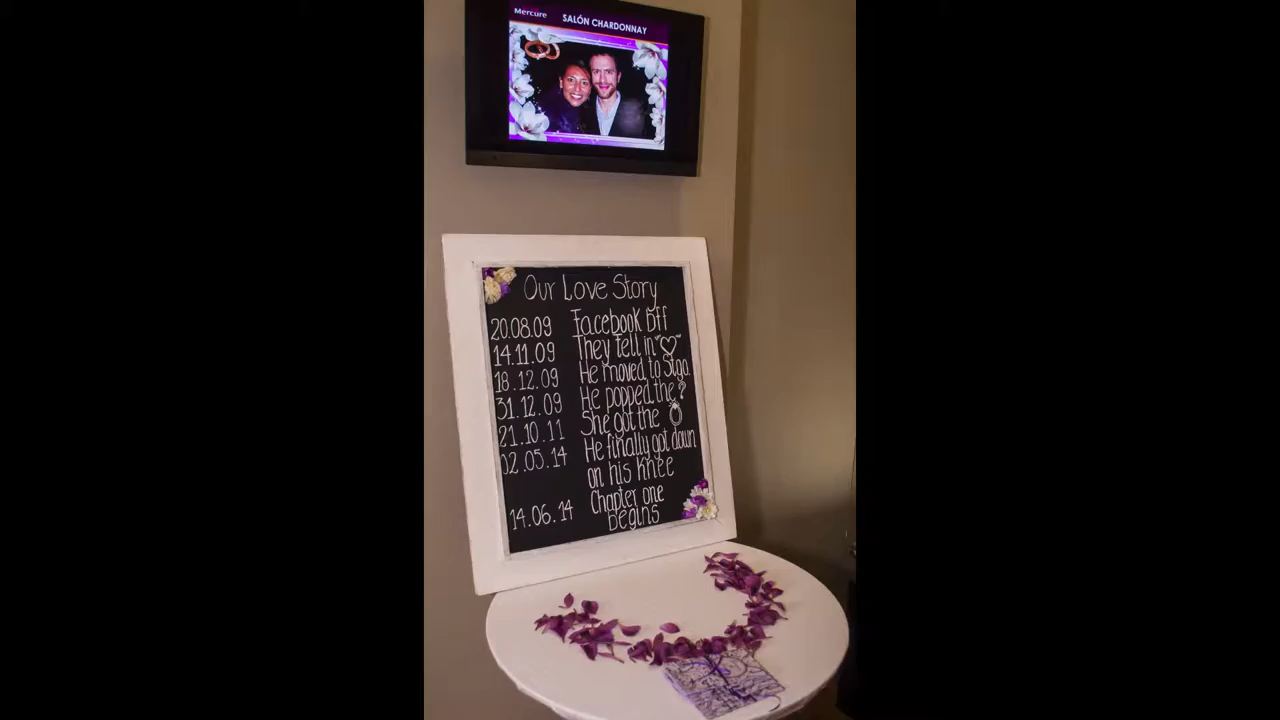 Mercure SALÓN CHARDONNAY
Our Love Story
20.08.09 Facebook bff
14.11.09 They fell in "♡"
18.12.09 He moved to Stgo.
31.12.09 He popped the ?
21.10.11 She got the
02.05.14 He finally got down
on his knee
14.06.14 Chapter one
begins